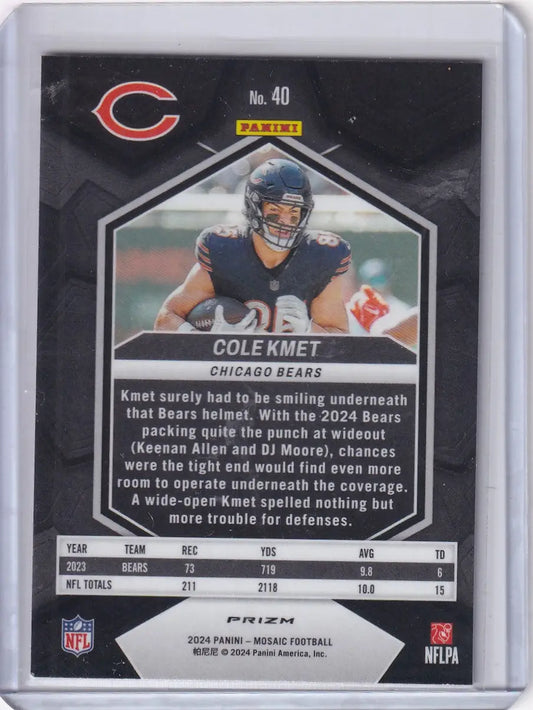 No. 40
PANINI
COLE KMET
CHICAGO BEARS
Kmet surely had to be smiling underneath
that Bears helmet. With the 2024 Bears
packing quite the punch at wideout
(Keenan Allen and DJ Moore), chances
were the tight end would find even more
room to operate underneath the coverage.
A wide-open Kmet spelled nothing but
more trouble for defenses.
YEAR TEAM REC YDS AVG TD
2023 BEARS 73 719 9.8 6
NFL TOTALS 211 2118 10.0 15
PRIZM
2024 PANINI – MOSAIC FOOTBALL
帕尼尼 © 2024 Panini America, Inc.
NFL
NFLPA